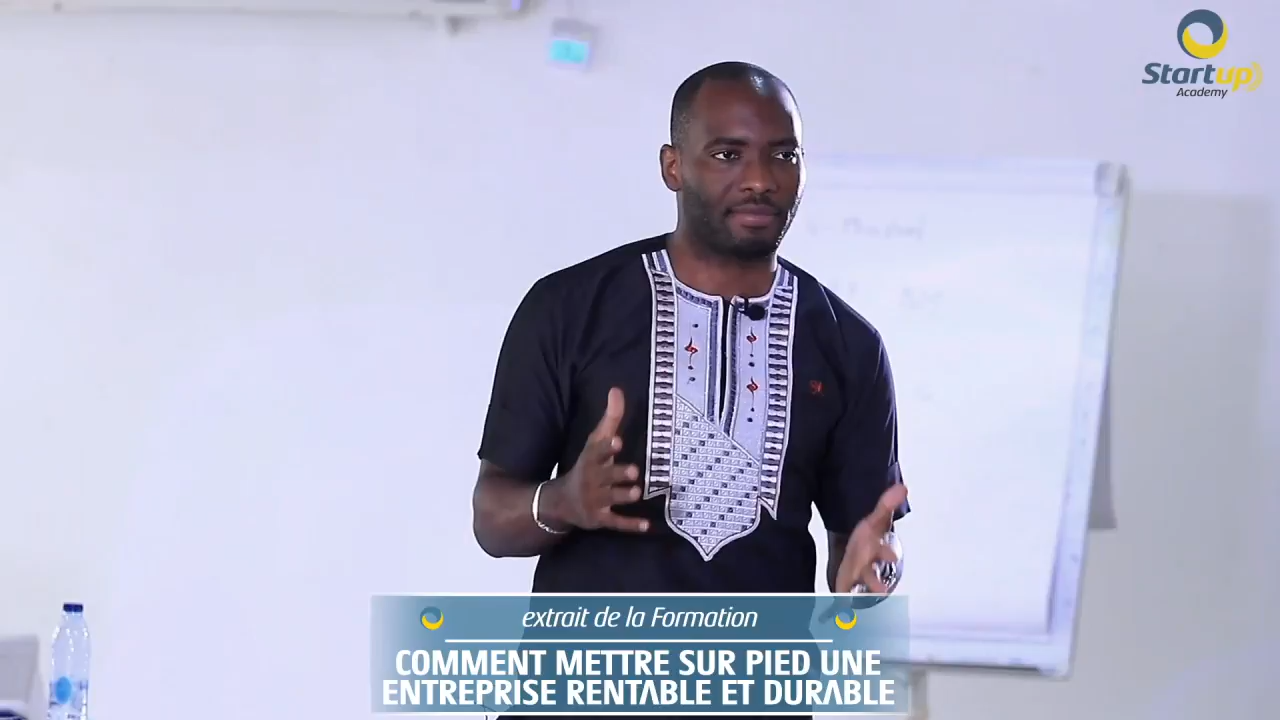 Startup
Academy
extrait de la Formation
COMMENT METTRE SUR PIED UNE
ENTREPRISE RENTABLE ET DURABLE